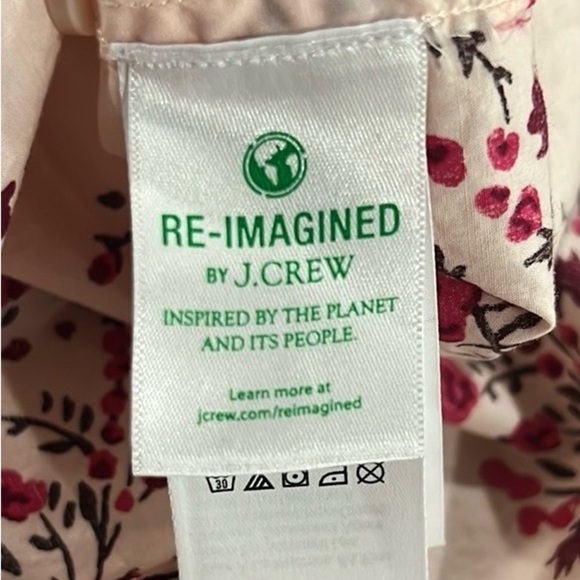 RE-IMAGINED
BY J.CREW
INSPIRED BY THE PLANET
AND ITS PEOPLE.
Learn more at
jcrew.com/reimagined
30